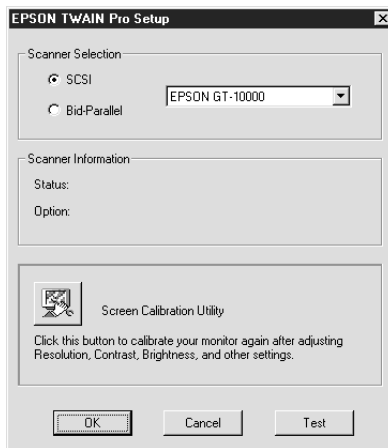 EPSON TWAIN Pro Setup
Scanner Selection
SCSI
EPSON GT-10000
Bid-Parallel
Scanner Information
Status:
Option:
Screen Calibration Utility
Click this button to calibrate your monitor again after adjusting
Resolution, Contrast, Brightness, and other settings.
OK Cancel Test